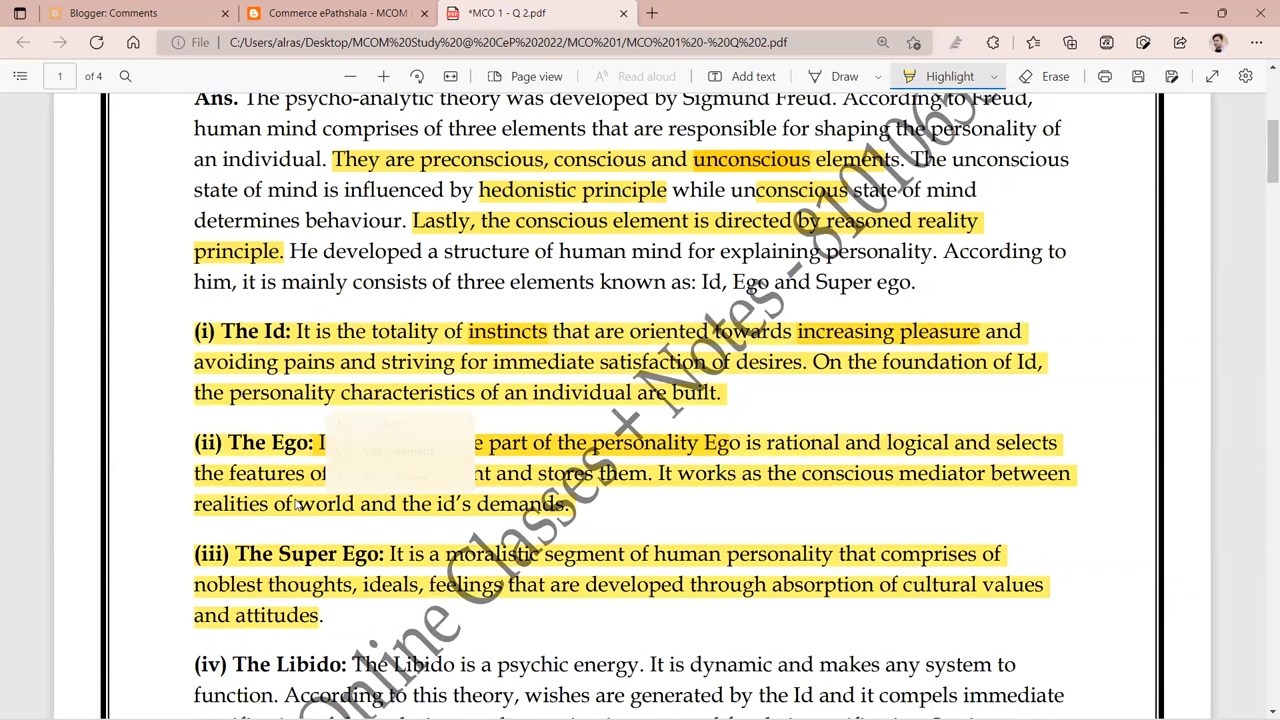 Blogger: Comments
Commerce ePathshala - MCOM
*MCO 1 - Q 2.pdf
File
C:/Users/alras/Desktop/MCOM%20Study%20@%20CeP%202022/MCO%201/MCO%201%20-%20Q%202.pdf
1 of 4
Page view
Read aloud
Add text
Draw
Highlight
Erase
Ans. The psycho-analytic theory was developed by Sigmund Freud. According to Freud,
human mind comprises of three elements that are responsible for shaping the personality of
an individual. They are preconscious, conscious and unconscious elements. The unconscious
state of mind is influenced by hedonistic principle while unconscious state of mind
determines behaviour. Lastly, the conscious element is directed by reasoned reality
principle. He developed a structure of human mind for explaining personality. According to
him, it is mainly consists of three elements known as: Id, Ego and Super ego.
(i) The Id: It is the totality of instincts that are oriented towards increasing pleasure and
avoiding pains and striving for immediate satisfaction of desires. On the foundation of Id,
the personality characteristics of an individual are built.
(ii) The Ego: part of the personality Ego is rational and logical and selects
the features of and stores them. It works as the conscious mediator between
realities of world and the id's demands.
(iii) The Super Ego: It is a moralistic segment of human personality that comprises of
noblest thoughts, ideals, feelings that are developed through absorption of cultural values
and attitudes.
(iv) The Libido: The Libido is a psychic energy. It is dynamic and makes any system to
function. According to this theory, wishes are generated by the Id and it compels immediate
Online Classes + Notes -